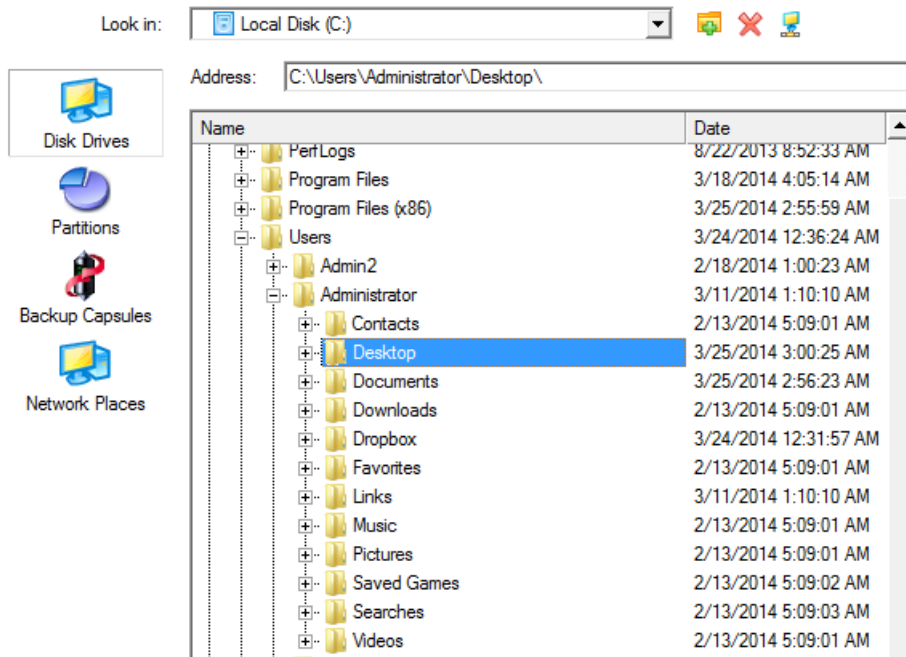 Look in: Local Disk (C:)
Address: C:\Users\Administrator\Desktop\
Disk Drives
Partitions
Backup Capsules
Network Places
Name Date
PerfLogs 8/22/2013 8:52:33 AM
Program Files 3/18/2014 4:05:14 AM
Program Files (x86) 3/25/2014 2:55:59 AM
Users 3/24/2014 12:36:24 AM
Admin2 2/18/2014 1:00:23 AM
Administrator 3/11/2014 1:10:10 AM
Contacts 2/13/2014 5:09:01 AM
Desktop 3/25/2014 3:00:25 AM
Documents 3/25/2014 2:56:23 AM
Downloads 2/13/2014 5:09:01 AM
Dropbox 3/24/2014 12:31:57 AM
Favorites 2/13/2014 5:09:01 AM
Links 3/11/2014 1:10:10 AM
Music 2/13/2014 5:09:01 AM
Pictures 2/13/2014 5:09:01 AM
Saved Games 2/13/2014 5:09:02 AM
Searches 2/13/2014 5:09:03 AM
Videos 2/13/2014 5:09:01 AM